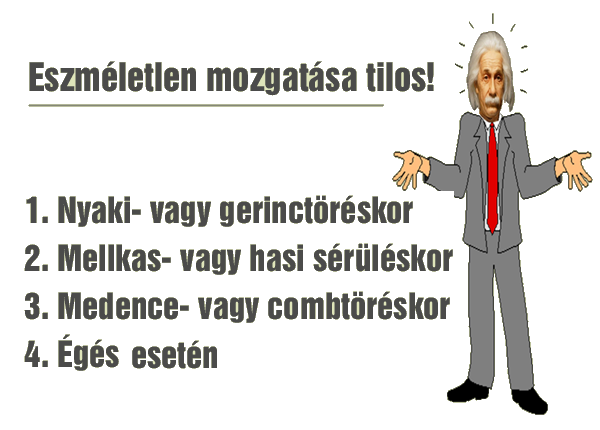 Eszméletlen mozgatása tilos!
1. Nyaki- vagy gerinctöréskor
2. Mellkas- vagy hasi sérüléskor
3. Medence- vagy combtöréskor
4. Égés esetén